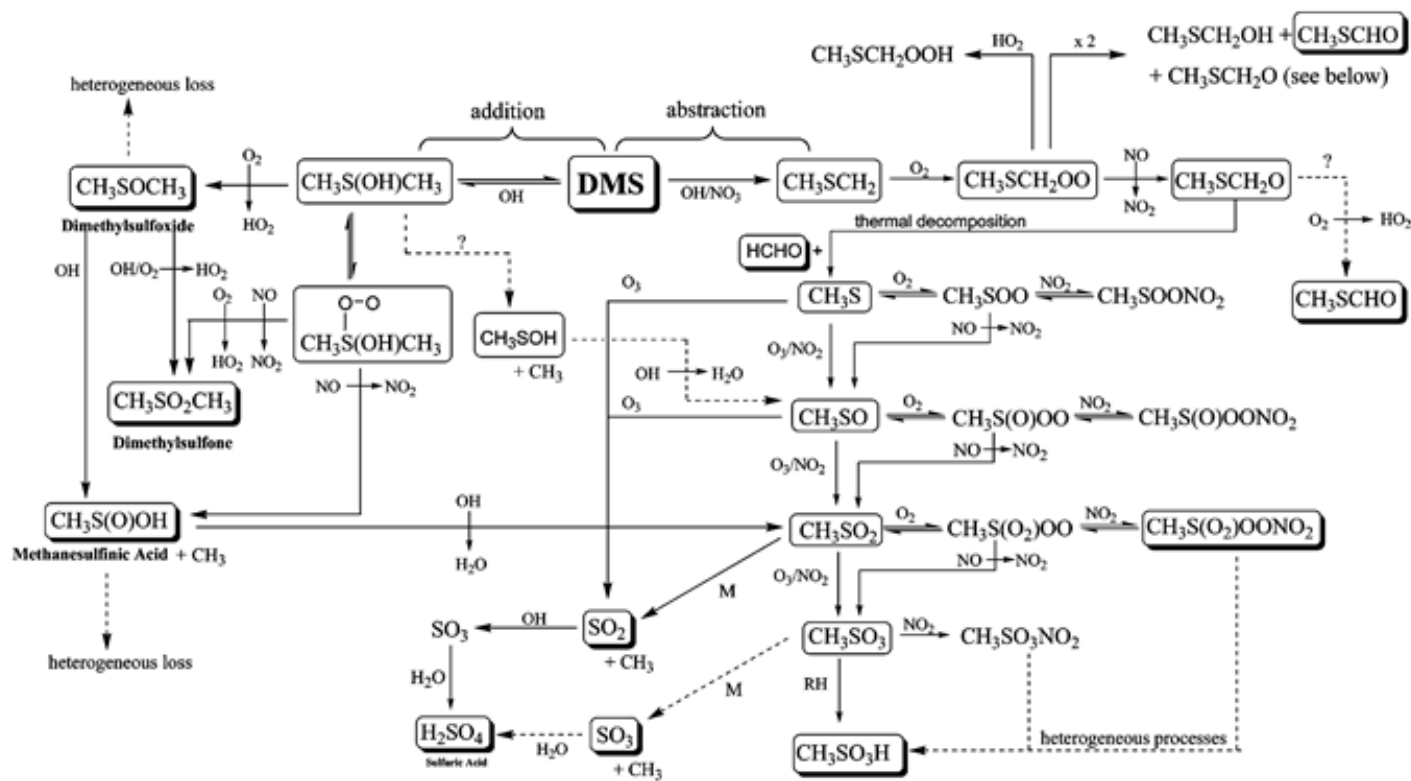 HO₂
x 2
CH₃SCH₂OH + CH₃SCHO
CH₃SCH₂OOH
+ CH₃SCH₂O (see below)
heterogeneous loss
addition
abstraction
O₂
NO
?
CH₃SOCH₃
CH₃S(OH)CH₃
DMS
CH₃SCH₂
O₂
CH₃SCH₂OO
CH₃SCH₂O
OH
OH/NO₃
NO₂
Dimethylsulfoxide
HO₂
O₂
HO₂
thermal decomposition
OH
OH/O₂
HO₂
?
HCHO +
O₂
NO
O–O
O₃
CH₃S
O₂
CH₃SOO
NO₂
CH₃SOONO₂
CH₃SCHO
CH₃S(OH)CH₃
CH₃SOH
NO
NO₂
HO₂
NO₂
+ CH₃
O₃/NO₂
OH
H₂O
CH₃SO₂CH₃
NO
NO₂
O₃
CH₃SO
O₂
CH₃S(O)OO
NO₂
CH₃S(O)OONO₂
Dimethylsulfone
NO
NO₂
O₃/NO₂
CH₃S(O)OH
OH
CH₃SO₂
O₂
CH₃S(O₂)OO
NO₂
CH₃S(O₂)OONO₂
Methanesulfinic Acid + CH₃
H₂O
NO
NO₂
O₃/NO₂
M
SO₃
OH
SO₂
CH₃SO₃
NO₂
CH₃SO₃NO₂
heterogeneous loss
+ CH₃
H₂O
M
RH
H₂SO₄
H₂O
SO₃
heterogeneous processes
Sulfuric Acid
+ CH₃
CH₃SO₃H